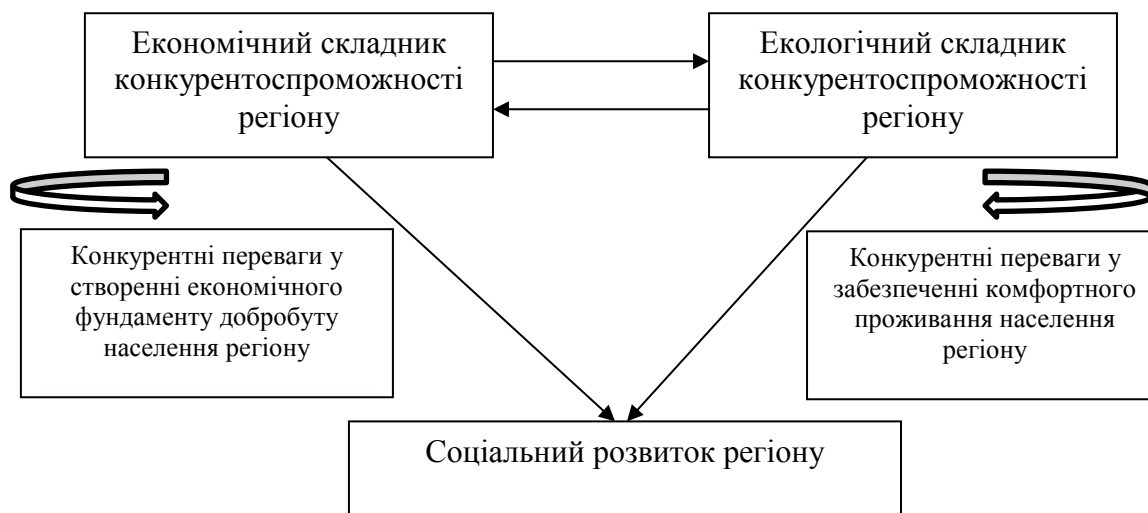 Економічний складник
конкурентоспроможності
регіону
Екологічний складник
конкурентоспроможності
регіону
Конкурентні переваги у
створенні економічного
фундаменту добробуту
населення регіону
Конкурентні переваги у
забезпеченні комфортного
проживання населення
регіону
Соціальний розвиток регіону